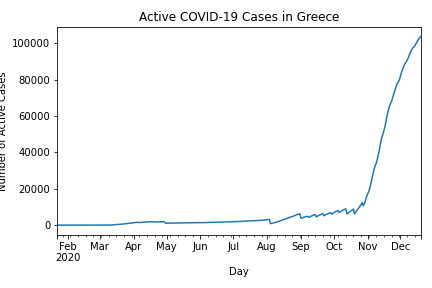 Active COVID-19 Cases in Greece
Number of Active Cases
100000
80000
60000
40000
20000
0
Feb Mar Apr May Jun Jul Aug Sep Oct Nov Dec
2020
Day